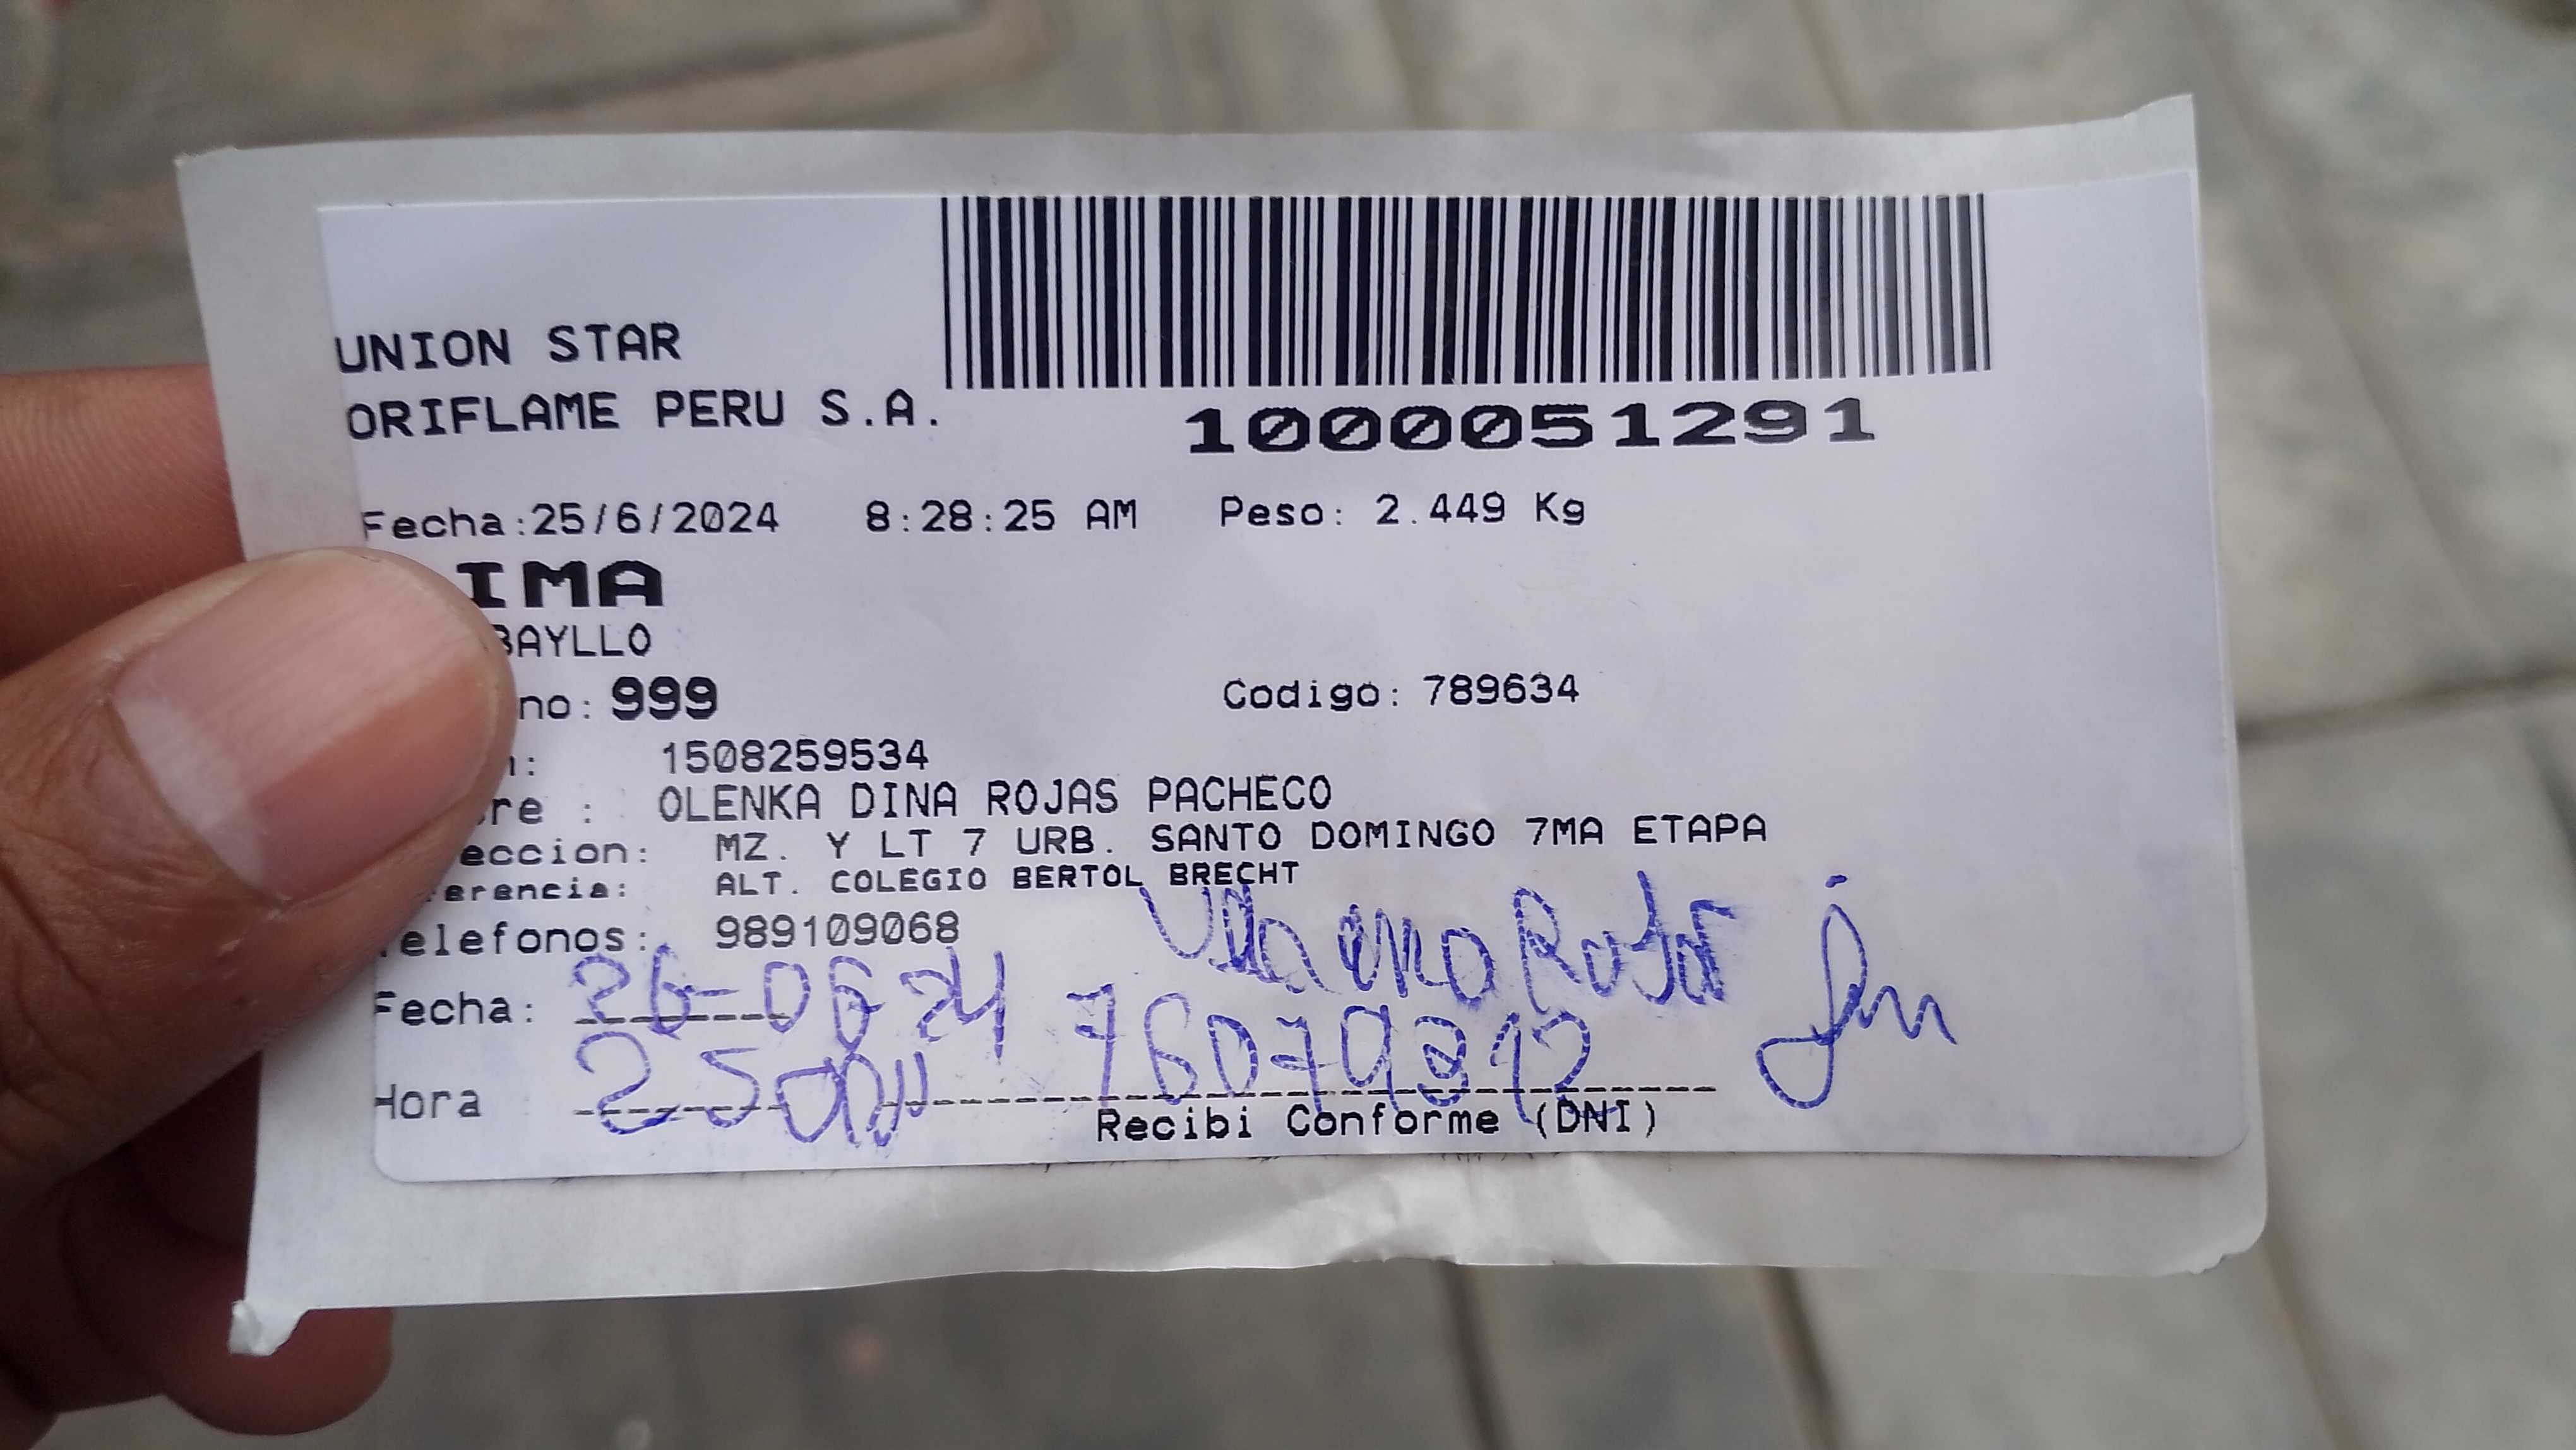 UNION STAR
ORIFLAME PERU S.A.
1000051291
Fecha:25/6/2024 8:28:25 AM Peso: 2.449 Kg
IMA
BAYLLO
no: 999 Codigo: 789634
: 1508259534
re : OLENKA DINA ROJAS PACHECO
eccion: MZ. Y LT 7 URB. SANTO DOMINGO 7MA ETAPA
erencia: ALT. COLEGIO BERTOL BRECHT
elefonos: 989109068
Fecha: 26-06 24
Hora
Recibi Conforme (DNI)